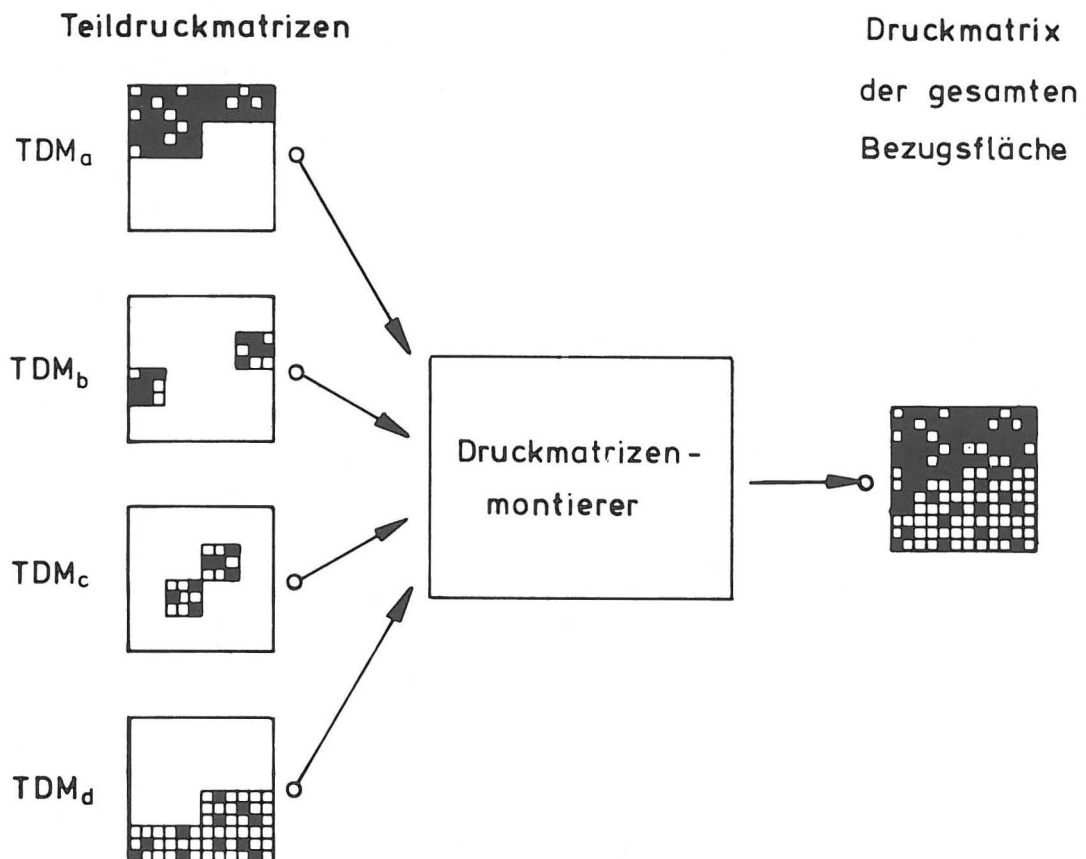 Teildruckmatrizen
Druckmatrix
der gesamten
Bezugsfläche
TDMa
TDMb
TDMc
TDMd
Druckmatrizen-
montierer